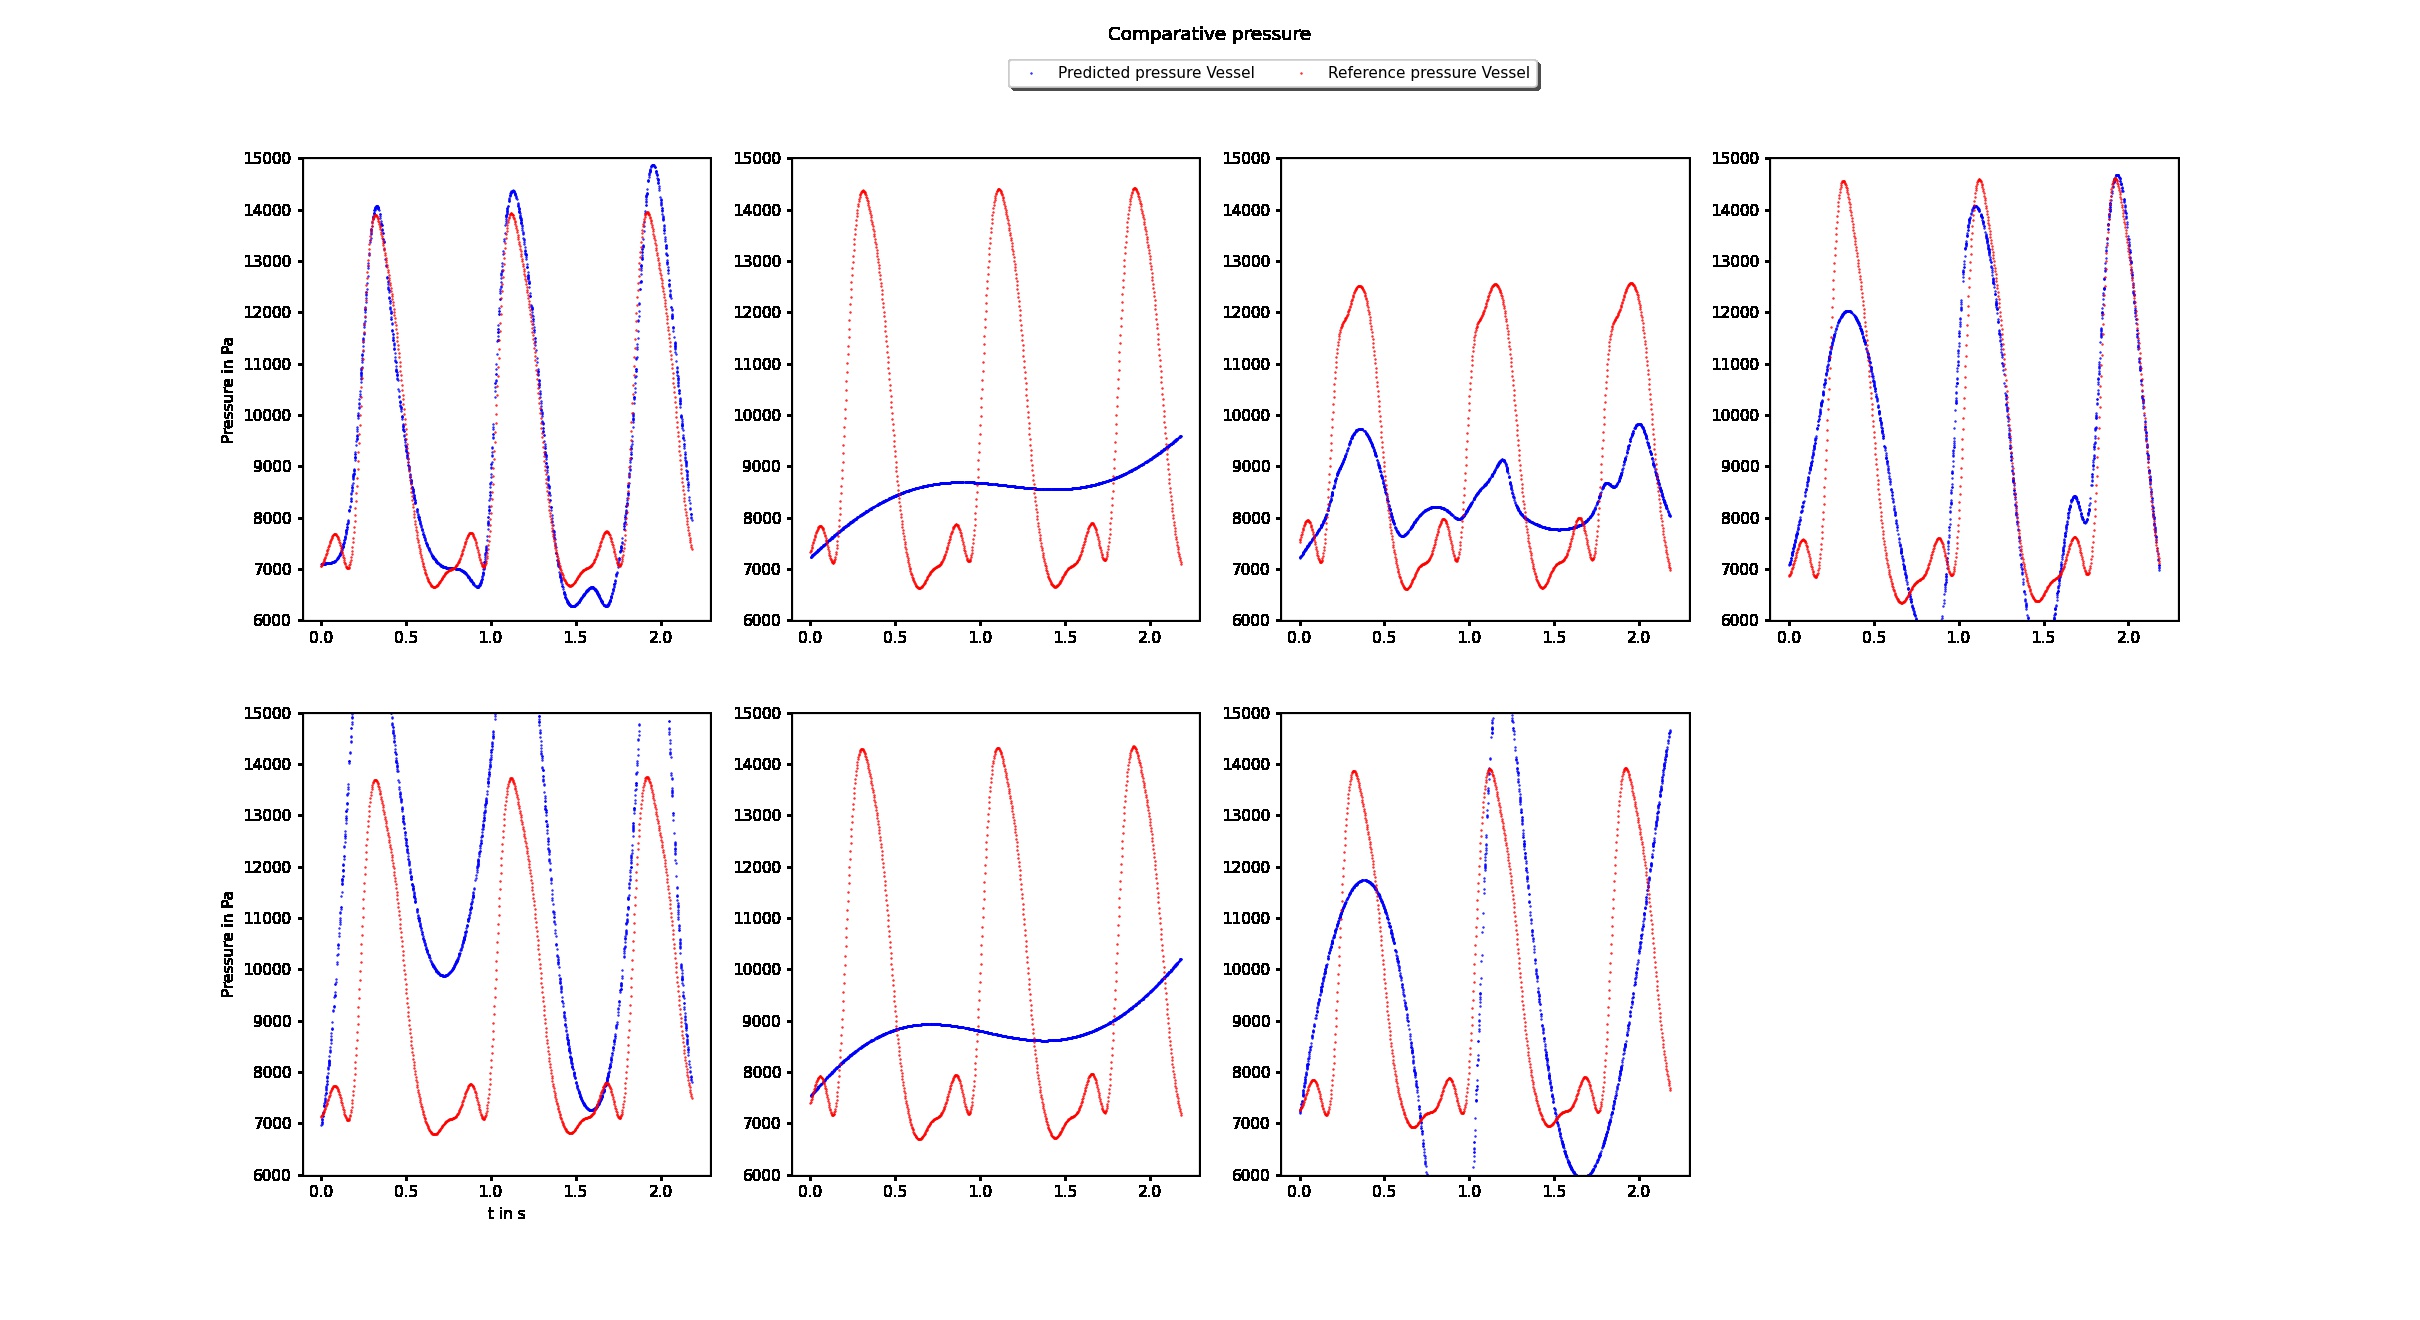 Comparative pressure
Predicted pressure Vessel Reference pressure Vessel
15000 15000 15000 15000
14000 14000 14000 14000
13000 13000 13000 13000
12000 12000 12000 12000
11000 11000 11000 11000
Pressure in Pa
10000 10000 10000 10000
9000 9000 9000 9000
8000 8000 8000 8000
7000 7000 7000 7000
6000 6000 6000 6000
0.0 0.5 1.0 1.5 2.0 0.0 0.5 1.0 1.5 2.0 0.0 0.5 1.0 1.5 2.0 0.0 0.5 1.0 1.5 2.0
15000 15000 15000
14000 14000 14000
13000 13000 13000
12000 12000 12000
11000 11000 11000
Pressure in Pa
10000 10000 10000
9000 9000 9000
8000 8000 8000
7000 7000 7000
6000 6000 6000
0.0 0.5 1.0 1.5 2.0 0.0 0.5 1.0 1.5 2.0 0.0 0.5 1.0 1.5 2.0
t in s